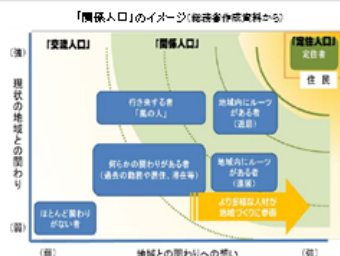 「関係人口」のイメージ(総務省作成資料から)
「交流人口」
「関係人口」
「定住人口」
定住者
住 民
(強)
現状の地域との関わり
(弱)
行き来する者
「風の人」
地域内にルーツ
がある者
(近居)
何らかの関わりがある者
(過去の勤務や居住、滞在等)
地域内にルーツ
がある者
(遠居)
ほとんど関わり
がない者
より多様な人材が
地域づくりに参画
(弱)
地域との関わりへの想い